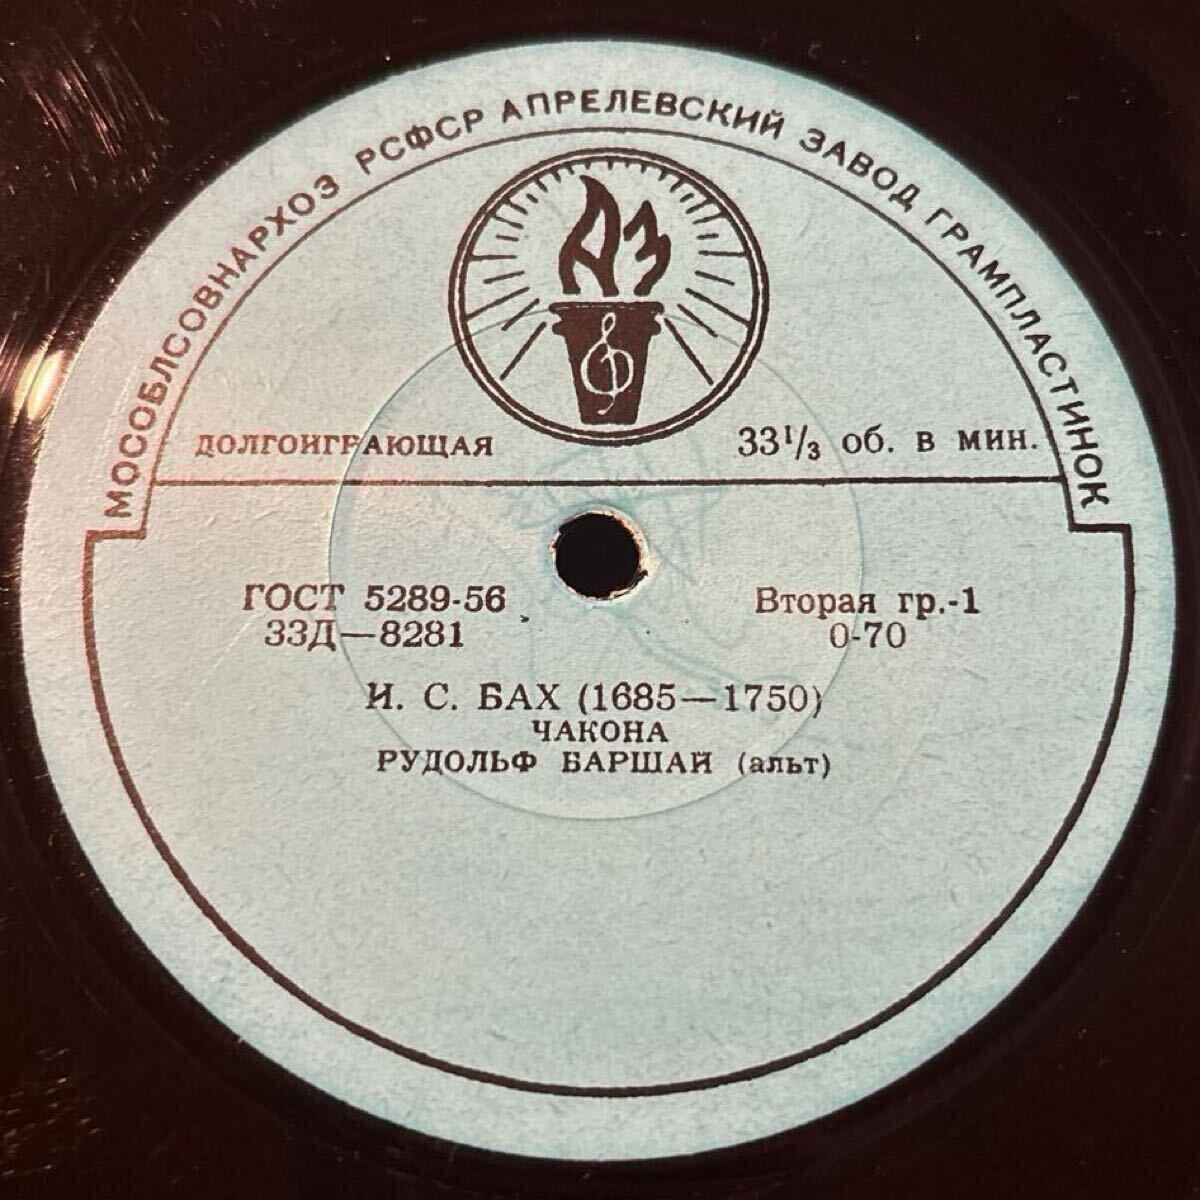 МОСОБЛСОВНАРХОЗ РСФСР АПРЕЛЕВСКИЙ ЗАВОД ГРАМПЛАСТИНОК
АЗ
ДОЛГОИГРАЮЩАЯ 33⅓ об. в мин.
ГОСТ 5289-56 Вторая гр.-1
33Д—8281 0-70
И. С. БАХ (1685—1750)
ЧАКОНА
РУДОЛЬФ БАРШАЙ (альт)